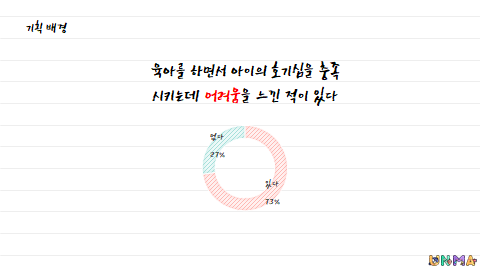 기획 배경
육아를 하면서 아이의 호기심을 충족
시키는데 어려움을 느낀 적이 있다
없다
27%
있다
73%
UNMA